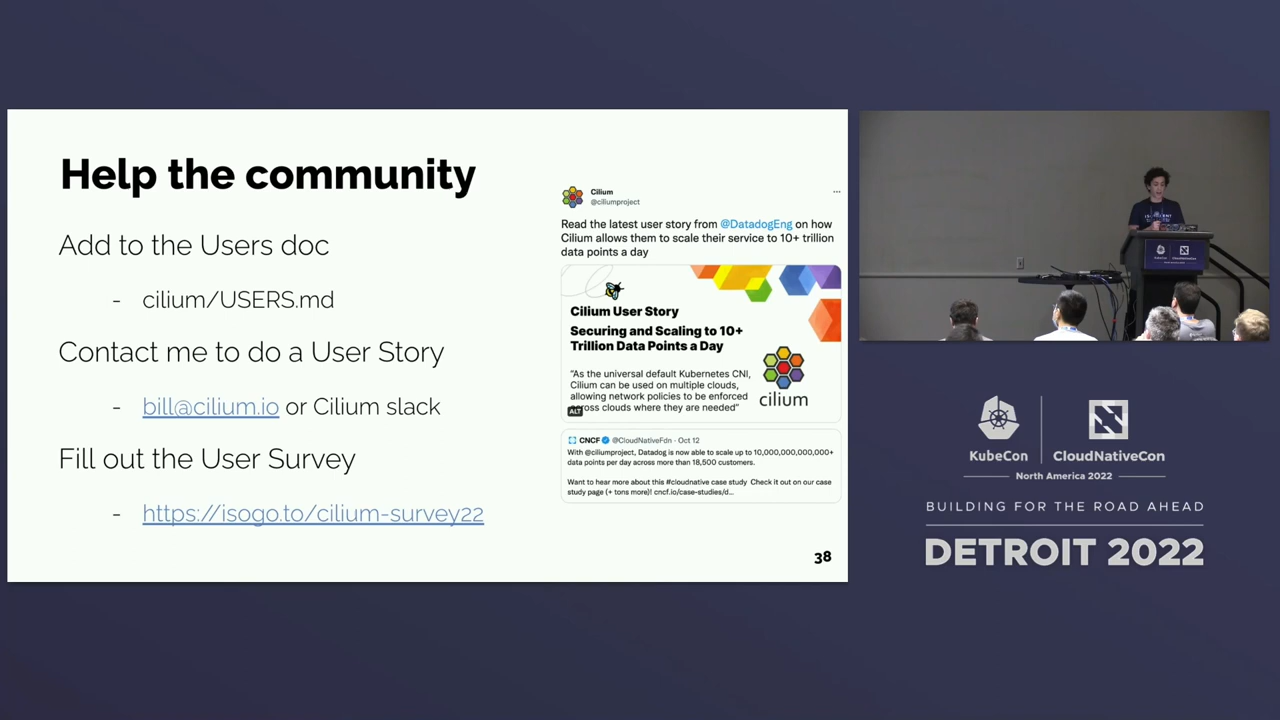 Help the community
Add to the Users doc
- cilium/USERS.md
Contact me to do a User Story
- bill@cilium.io or Cilium slack
Fill out the User Survey
- https://isogo.to/cilium-survey22
Cilium
@ciliumproject
...
Read the latest user story from @DatadogEng on how
Cilium allows them to scale their service to 10+ trillion
data points a day
Cilium User Story
Securing and Scaling to 10+
Trillion Data Points a Day
"As the universal default Kubernetes CNI,
Cilium can be used on multiple clouds,
allowing network policies to be enforced
across clouds where they are needed"
ALT
cilium
CNCF @CloudNativeFdn · Oct 12
With @ciliumproject, Datadog is now able to scale up to 10,000,000,000,000+
data points per day across more than 18,500 customers.
Want to hear more about this #cloudnative case study Check it out on our case
study page (+ tons more)! cncf.io/case-studies/d...
38
KubeCon
CloudNativeCon
KubeCon
CloudNativeCon
North America 2022
BUILDING FOR THE ROAD AHEAD
DETROIT 2022